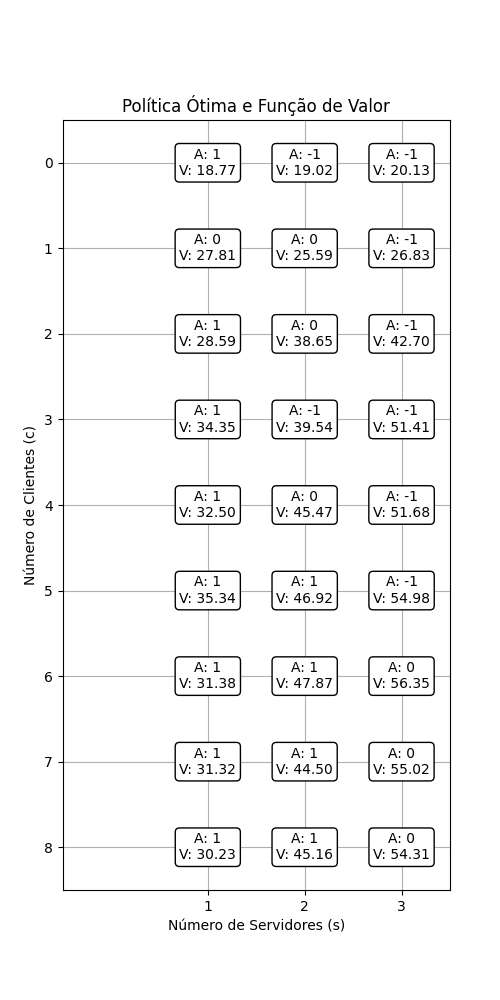 Política Ótima e Função de Valor
0
A: 1
V: 18.77
A: -1
V: 19.02
A: -1
V: 20.13
1
A: 0
V: 27.81
A: 0
V: 25.59
A: -1
V: 26.83
2
A: 1
V: 28.59
A: 0
V: 38.65
A: -1
V: 42.70
3
A: 1
V: 34.35
A: -1
V: 39.54
A: -1
V: 51.41
4
A: 1
V: 32.50
A: 0
V: 45.47
A: -1
V: 51.68
5
A: 1
V: 35.34
A: 1
V: 46.92
A: -1
V: 54.98
6
A: 1
V: 31.38
A: 1
V: 47.87
A: 0
V: 56.35
7
A: 1
V: 31.32
A: 1
V: 44.50
A: 0
V: 55.02
8
A: 1
V: 30.23
A: 1
V: 45.16
A: 0
V: 54.31
Número de Clientes (c)
1
2
3
Número de Servidores (s)